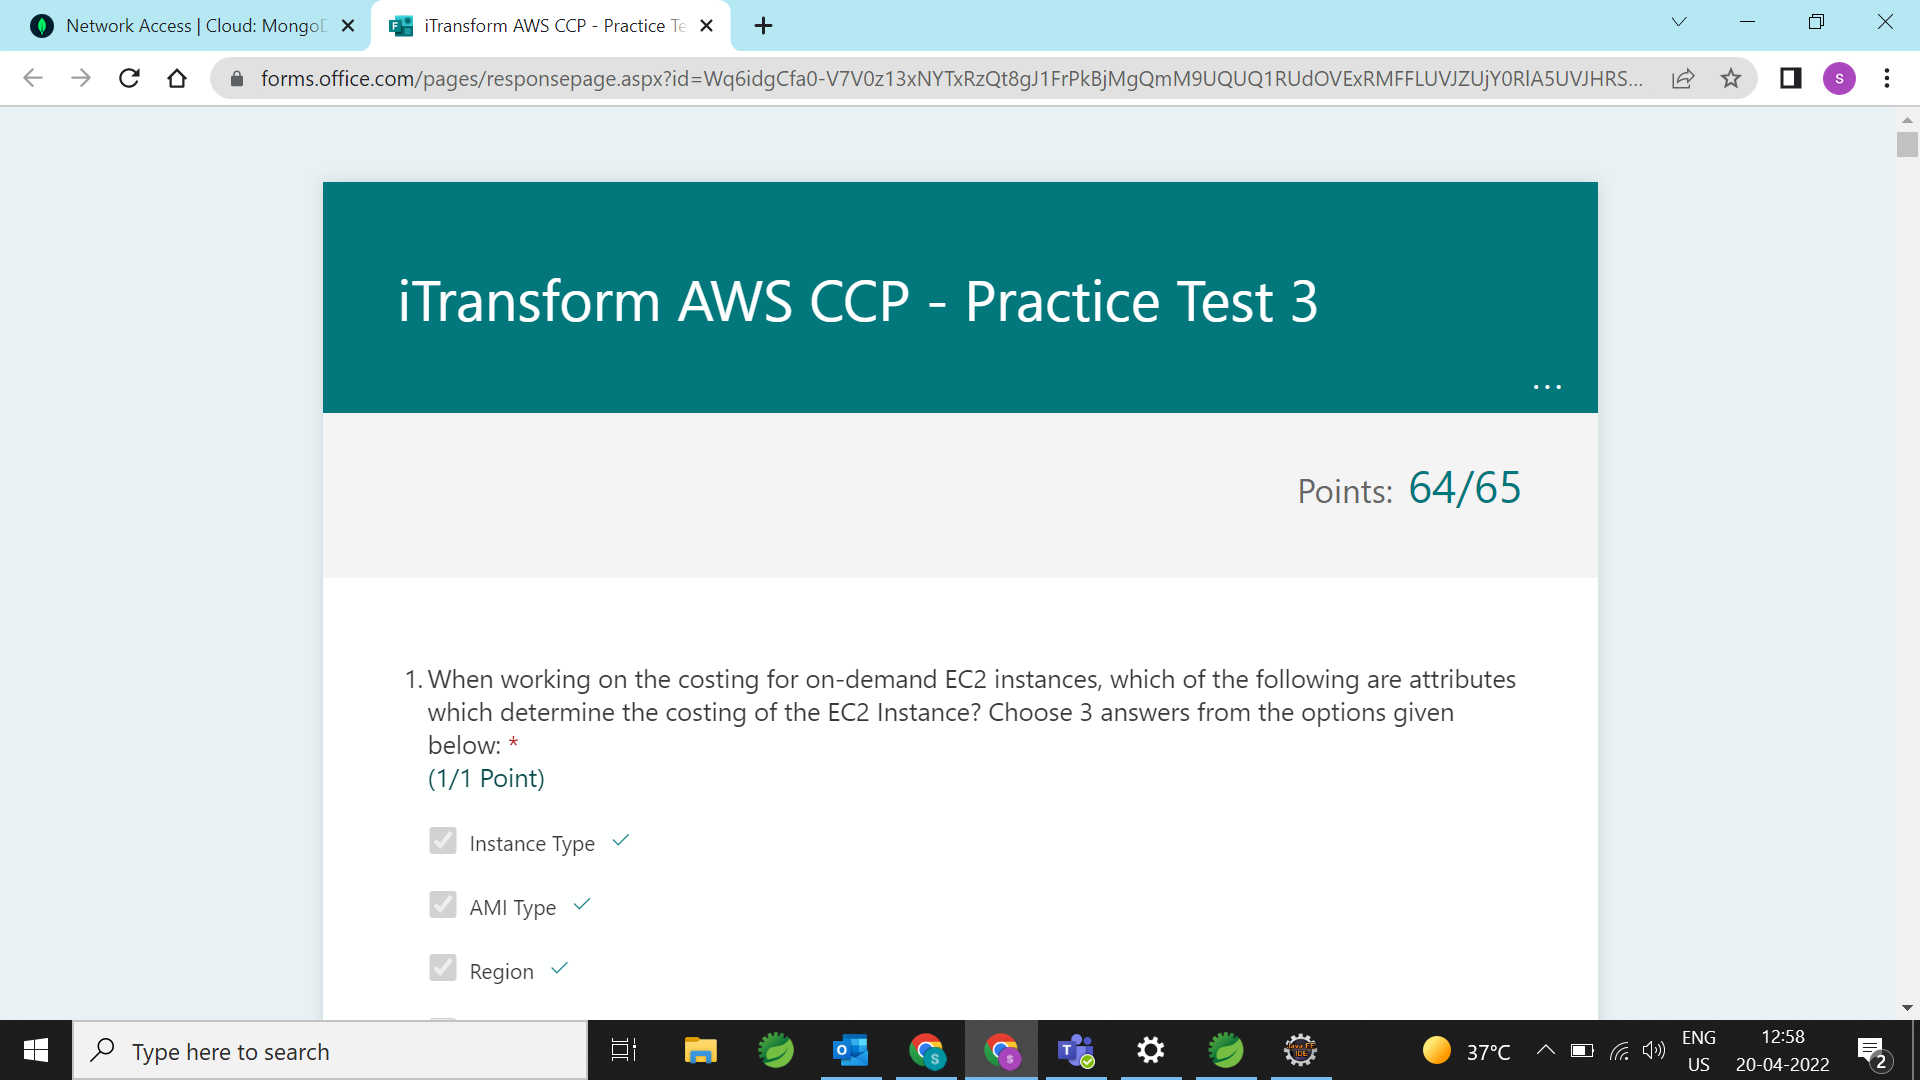 Network Access | Cloud: MongoD
iTransform AWS CCP - Practice Te
forms.office.com/pages/responsepage.aspx?id=Wq6idgCfa0-V7V0z13xNYTxRzQt8gJ1FrPkBjMgQmM9UQUQ1RUdOVExRMFFLUVJZUjY0RlA5UVJHRS...
S
iTransform AWS CCP - Practice Test 3
...
Points: 64/65
1. When working on the costing for on-demand EC2 instances, which of the following are attributes
which determine the costing of the EC2 Instance? Choose 3 answers from the options given
below: *
(1/1 Point)
Instance Type
AMI Type
Region
Type here to search
37°C
ENG
US
12:58
20-04-2022
2